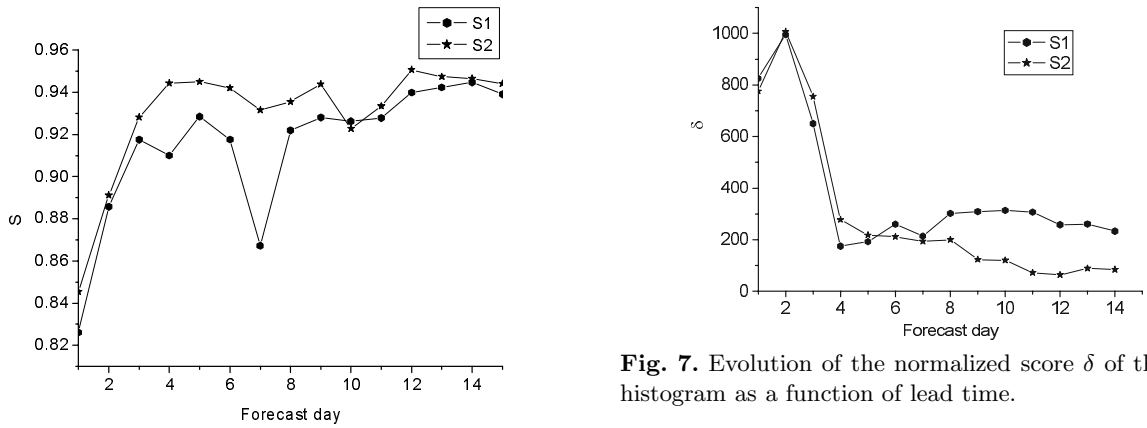 S1
S2
0.96
0.94
0.92
0.90
0.88
0.86
0.84
0.82
S
2 4 6 8 10 12 14
Forecast day
S1
S2
1000
800
600
400
200
0
δ
2 4 6 8 10 12 14
Forecast day
Fig. 7. Evolution of the normalized score δ of th
histogram as a function of lead time.